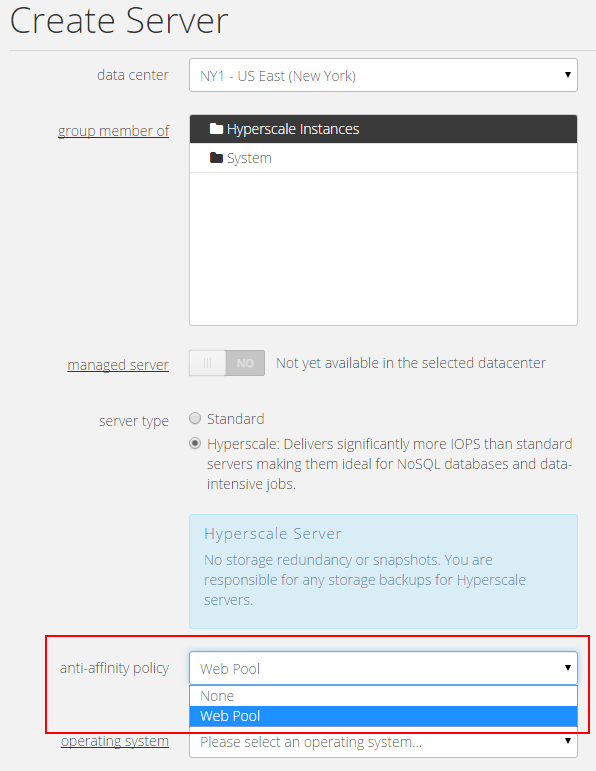 Create Server
data center
NY1 - US East (New York)
group member of
Hyperscale Instances
System
managed server
NO
Not yet available in the selected datacenter
server type
Standard
Hyperscale: Delivers significantly more IOPS than standard
servers making them ideal for NoSQL databases and data-
intensive jobs.
Hyperscale Server
No storage redundancy or snapshots. You are
responsible for any storage backups for Hyperscale
servers.
anti-affinity policy
Web Pool
None
Web Pool
operating system
Please select an operating system...